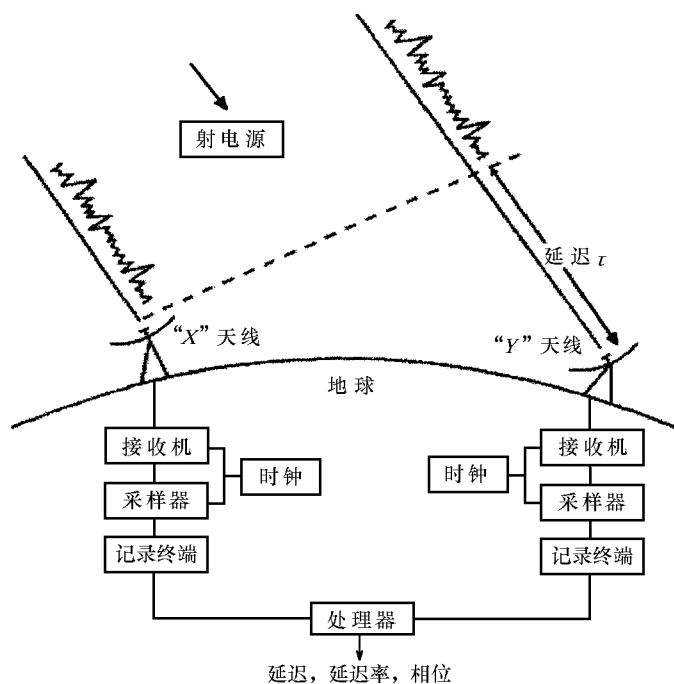 射电源
延迟 τ
“X” 天线
“Y” 天线
地球
接收机
接收机
时钟
时钟
采样器
采样器
记录终端
记录终端
处理器
延迟，延迟率，相位